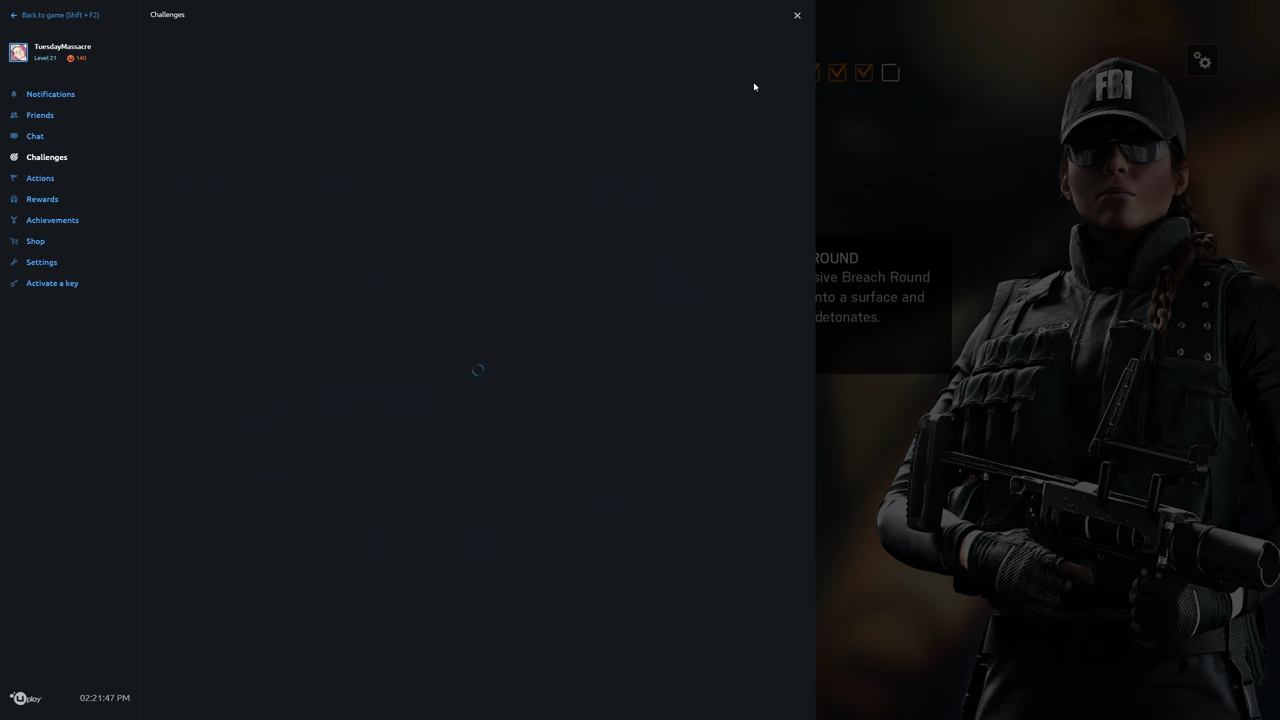 Back to game (Shift + F2)
Challenges
TuesdayMassacre
Level 21 140
Notifications
Friends
Chat
Challenges
Actions
Rewards
Achievements
Shop
Settings
Activate a key
uplay
02:21:47 PM
FBI
ROUND
sive Breach Round
nto a surface and
detonates.